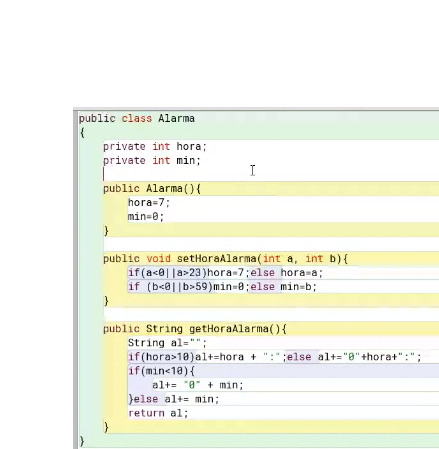 public class Alarma
{
private int hora;
private int min;
public Alarma(){
hora=7;
min=0;
}
public void setHoraAlarma(int a, int b){
if(a<0||a>23)hora=7;else hora=a;
if (b<0||b>59)min=0;else min=b;
}
public String getHoraAlarma(){
String al="";
if(hora>10)al+=hora + ":";else al+="0"+hora+":";
if(min<10){
al+= "0" + min;
}else al+= min;
return al;
}
}